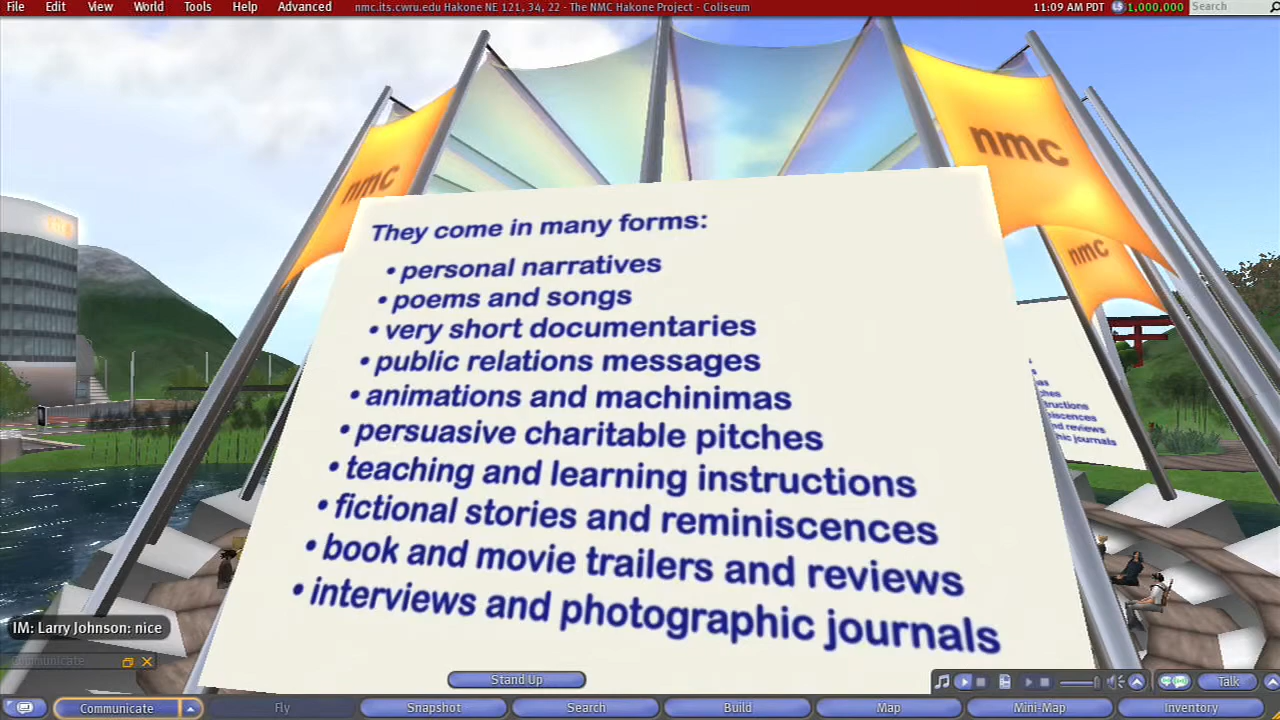 File Edit View World Tools Help Advanced nmc.its.cwru.edu Hakone NE 121, 34, 22 - The NMC Hakone Project - Coliseum 11:09 AM PDT L$ 1,000,000 Search
nmc
nmc
nmc
They come in many forms:
• personal narratives
• poems and songs
• very short documentaries
• public relations messages
• animations and machinimas
• persuasive charitable pitches
• teaching and learning instructions
• fictional stories and reminiscences
• book and movie trailers and reviews
• interviews and photographic journals
and reviews
journals
IM: Larry Johnson: nice
Communicate
Stand Up
Talk
Communicate Fly Snapshot Search Build Map Mini-Map Inventory